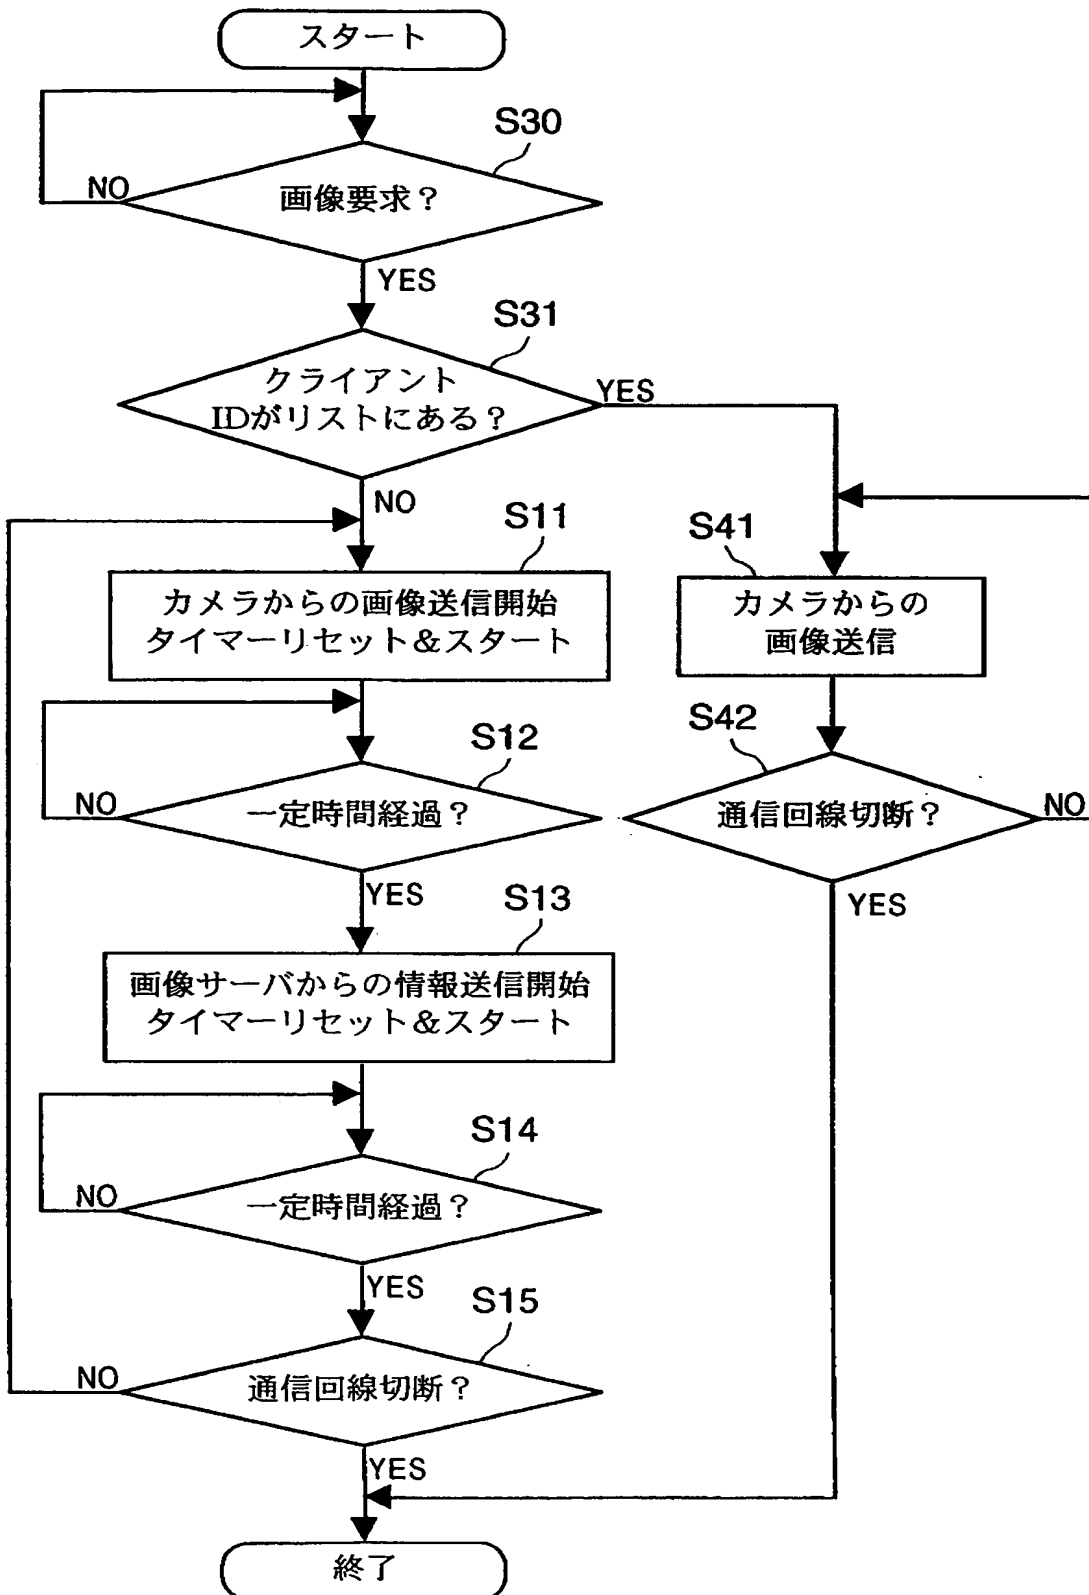 スタート
S30
NO
画像要求？
YES
S31
クライアント
IDがリストにある？
YES
NO
S11
カメラからの画像送信開始
タイマーリセット＆スタート
S12
NO
一定時間経過？
YES
S13
画像サーバからの情報送信開始
タイマーリセット＆スタート
S14
NO
一定時間経過？
YES
S15
NO
通信回線切断？
YES
S41
カメラからの
画像送信
S42
通信回線切断？
NO
YES
終了